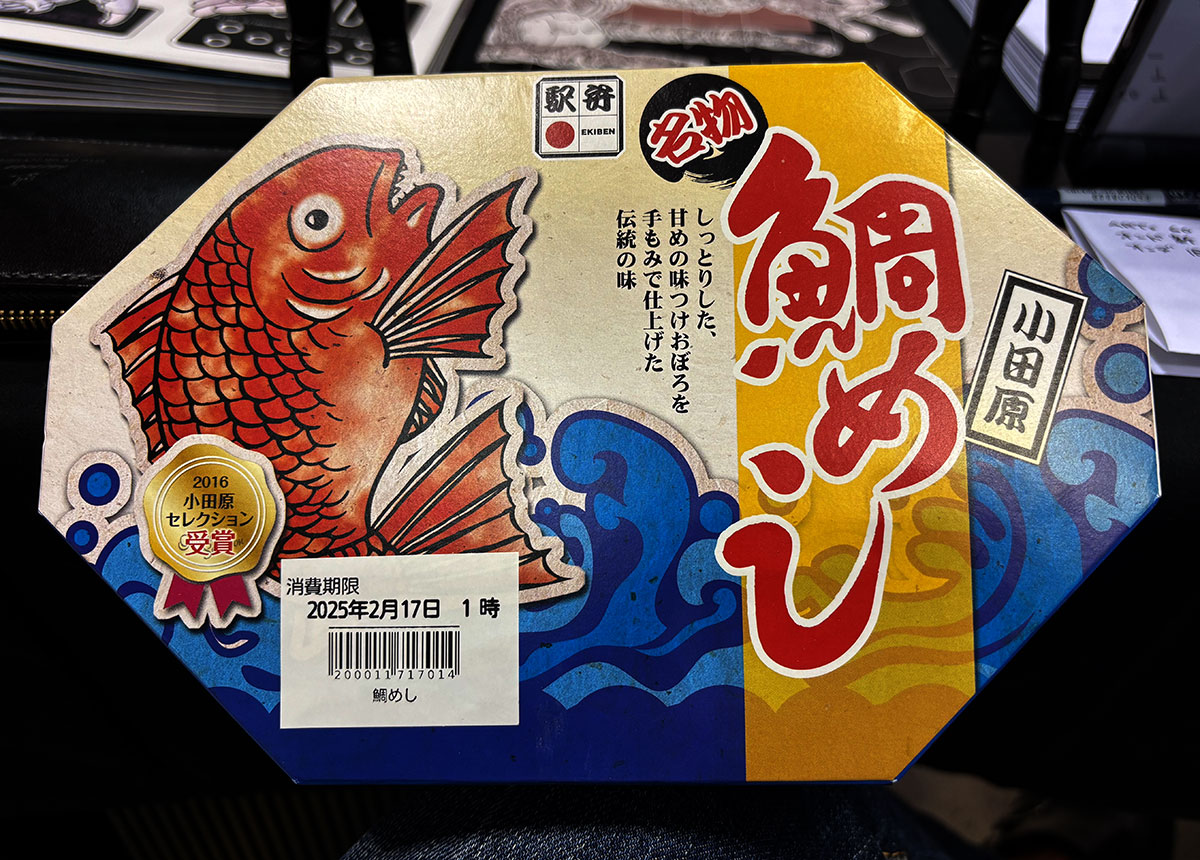 駅弁
EKIBEN
名物
鯛めし
小田原
しっとりした、
甘めの味つけおぼろを
手もみで仕上げた
伝統の味
2016
小田原
セレクション
受賞
消費期限
2025年2月17日 1時
200011717014
鯛めし